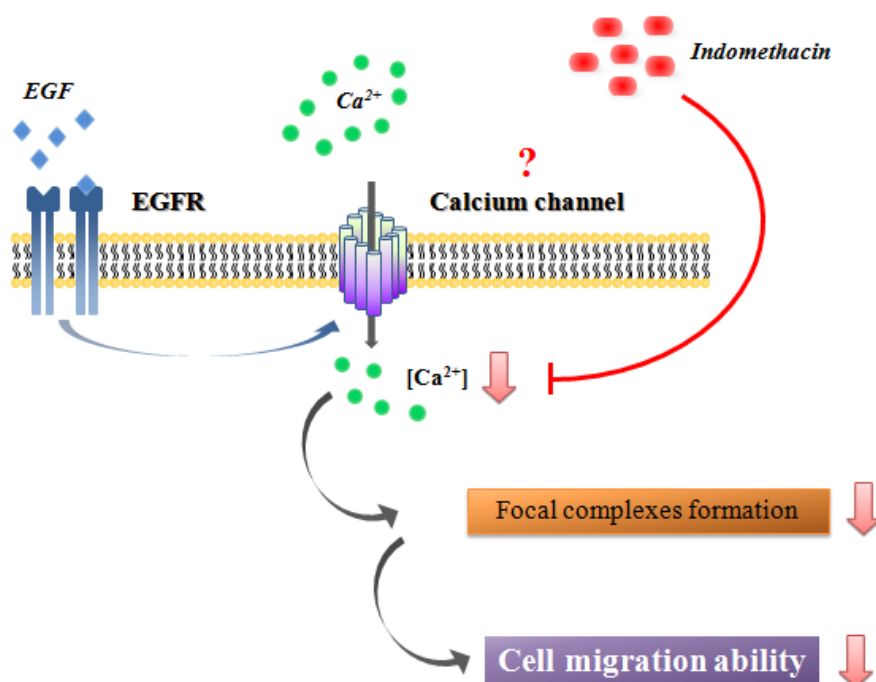 Indomethacin
EGF
Ca²⁺
?
EGFR
Calcium channel
[Ca²⁺]
Focal complexes formation
Cell migration ability